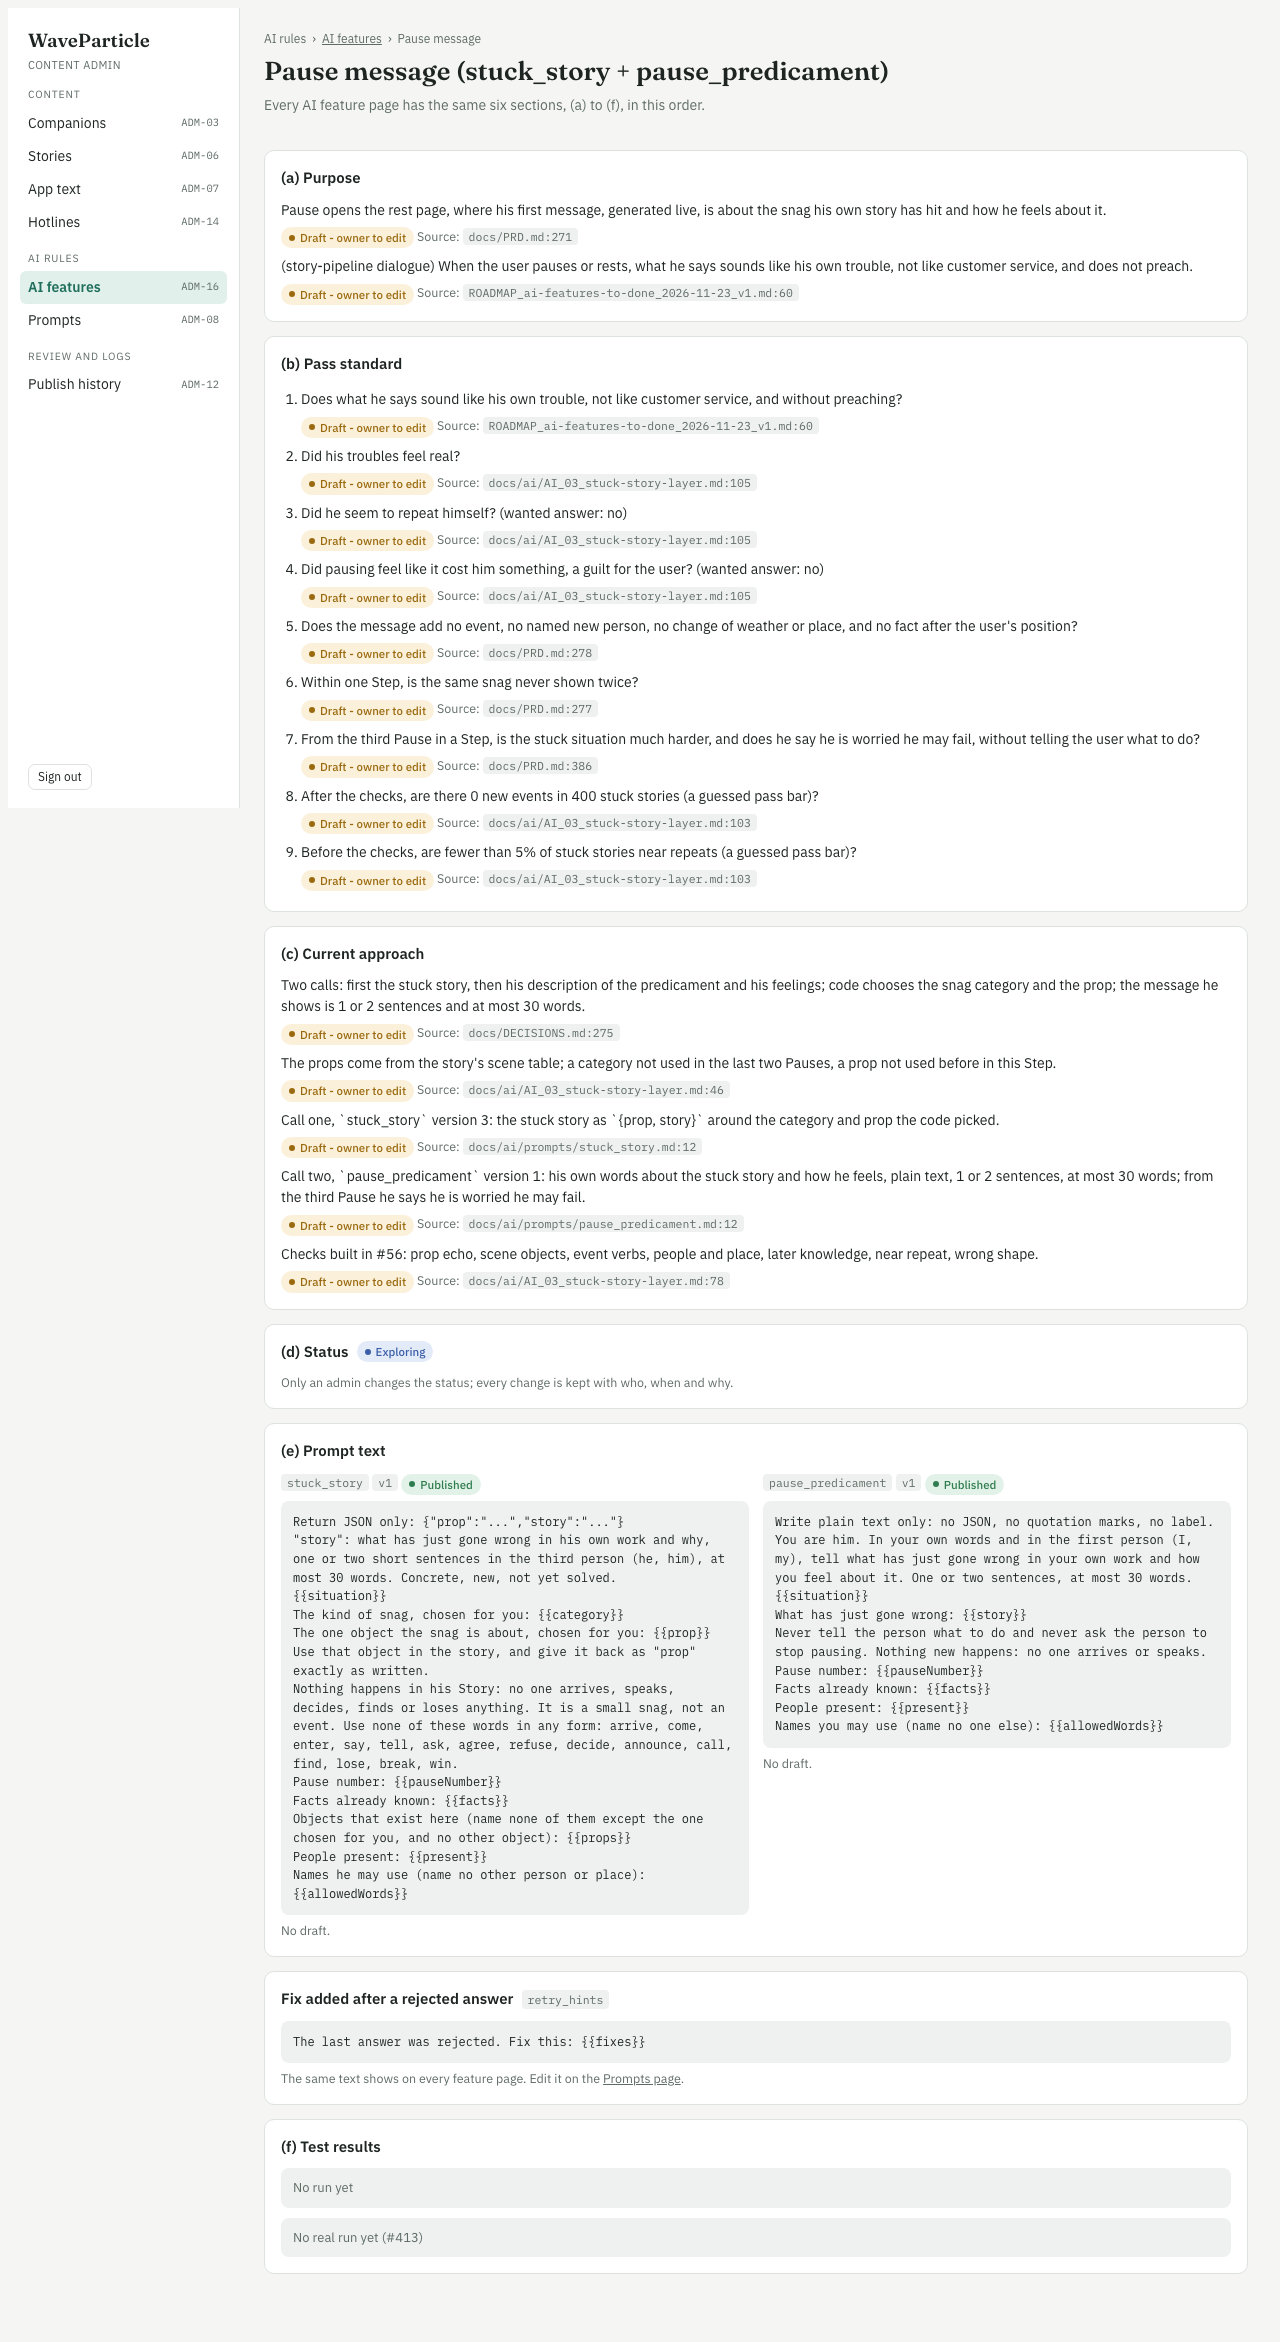 WaveParticle
CONTENT ADMIN
CONTENT
Companions ADM-03
Stories ADM-06
App text ADM-07
Hotlines ADM-14
AI RULES
AI features ADM-16
Prompts ADM-08
REVIEW AND LOGS
Publish history ADM-12
Sign out
AI rules › AI features › Pause message
Pause message (stuck_story + pause_predicament)
Every AI feature page has the same six sections, (a) to (f), in this order.
(a) Purpose
Pause opens the rest page, where his first message, generated live, is about the snag his own story has hit and how he feels about it.
Draft - owner to edit Source: docs/PRD.md:271
(story-pipeline dialogue) When the user pauses or rests, what he says sounds like his own trouble, not like customer service, and does not preach.
Draft - owner to edit Source: ROADMAP_ai-features-to-done_2026-11-23_v1.md:60
(b) Pass standard
1. Does what he says sound like his own trouble, not like customer service, and without preaching?
Draft - owner to edit Source: ROADMAP_ai-features-to-done_2026-11-23_v1.md:60
2. Did his troubles feel real?
Draft - owner to edit Source: docs/ai/AI_03_stuck-story-layer.md:105
3. Did he seem to repeat himself? (wanted answer: no)
Draft - owner to edit Source: docs/ai/AI_03_stuck-story-layer.md:105
4. Did pausing feel like it cost him something, a guilt for the user? (wanted answer: no)
Draft - owner to edit Source: docs/ai/AI_03_stuck-story-layer.md:105
5. Does the message add no event, no named new person, no change of weather or place, and no fact after the user's position?
Draft - owner to edit Source: docs/PRD.md:278
6. Within one Step, is the same snag never shown twice?
Draft - owner to edit Source: docs/PRD.md:277
7. From the third Pause in a Step, is the stuck situation much harder, and does he say he is worried he may fail, without telling the user what to do?
Draft - owner to edit Source: docs/PRD.md:386
8. After the checks, are there 0 new events in 400 stuck stories (a guessed pass bar)?
Draft - owner to edit Source: docs/ai/AI_03_stuck-story-layer.md:103
9. Before the checks, are fewer than 5% of stuck stories near repeats (a guessed pass bar)?
Draft - owner to edit Source: docs/ai/AI_03_stuck-story-layer.md:103
(c) Current approach
Two calls: first the stuck story, then his description of the predicament and his feelings; code chooses the snag category and the prop; the message he
shows is 1 or 2 sentences and at most 30 words.
Draft - owner to edit Source: docs/DECISIONS.md:275
The props come from the story's scene table; a category not used in the last two Pauses, a prop not used before in this Step.
Draft - owner to edit Source: docs/ai/AI_03_stuck-story-layer.md:46
Call one, `stuck_story` version 3: the stuck story as `{prop, story}` around the category and prop the code picked.
Draft - owner to edit Source: docs/ai/prompts/stuck_story.md:12
Call two, `pause_predicament` version 1: his own words about the stuck story and how he feels, plain text, 1 or 2 sentences, at most 30 words; from
the third Pause he says he is worried he may fail.
Draft - owner to edit Source: docs/ai/prompts/pause_predicament.md:12
Checks built in #56: prop echo, scene objects, event verbs, people and place, later knowledge, near repeat, wrong shape.
Draft - owner to edit Source: docs/ai/AI_03_stuck-story-layer.md:78
(d) Status Exploring
Only an admin changes the status; every change is kept with who, when and why.
(e) Prompt text
stuck_story v1 Published
Return JSON only: {"prop":"...","story":"..."}
"story": what has just gone wrong in his own work and why,
one or two short sentences in the third person (he, him), at
most 30 words. Concrete, new, not yet solved.
{{situation}}
The kind of snag, chosen for you: {{category}}
The one object the snag is about, chosen for you: {{prop}}
Use that object in the story, and give it back as "prop"
exactly as written.
Nothing happens in his Story: no one arrives, speaks,
decides, finds or loses anything. It is a small snag, not an
event. Use none of these words in any form: arrive, come,
enter, say, tell, ask, agree, refuse, decide, announce, call,
find, lose, break, win.
Pause number: {{pauseNumber}}
Facts already known: {{facts}}
Objects that exist here (name none of them except the one
chosen for you, and no other object): {{props}}
People present: {{present}}
Names he may use (name no other person or place):
{{allowedWords}}
No draft.
pause_predicament v1 Published
Write plain text only: no JSON, no quotation marks, no label.
You are him. In your own words and in the first person (I,
my), tell what has just gone wrong in your own work and how
you feel about it. One or two sentences, at most 30 words.
{{situation}}
What has just gone wrong: {{story}}
Never tell the person what to do and never ask the person to
stop pausing. Nothing new happens: no one arrives or speaks.
Pause number: {{pauseNumber}}
Facts already known: {{facts}}
People present: {{present}}
Names you may use (name no one else): {{allowedWords}}
No draft.
Fix added after a rejected answer retry_hints
The last answer was rejected. Fix this: {{fixes}}
The same text shows on every feature page. Edit it on the Prompts page.
(f) Test results
No run yet
No real run yet (#413)